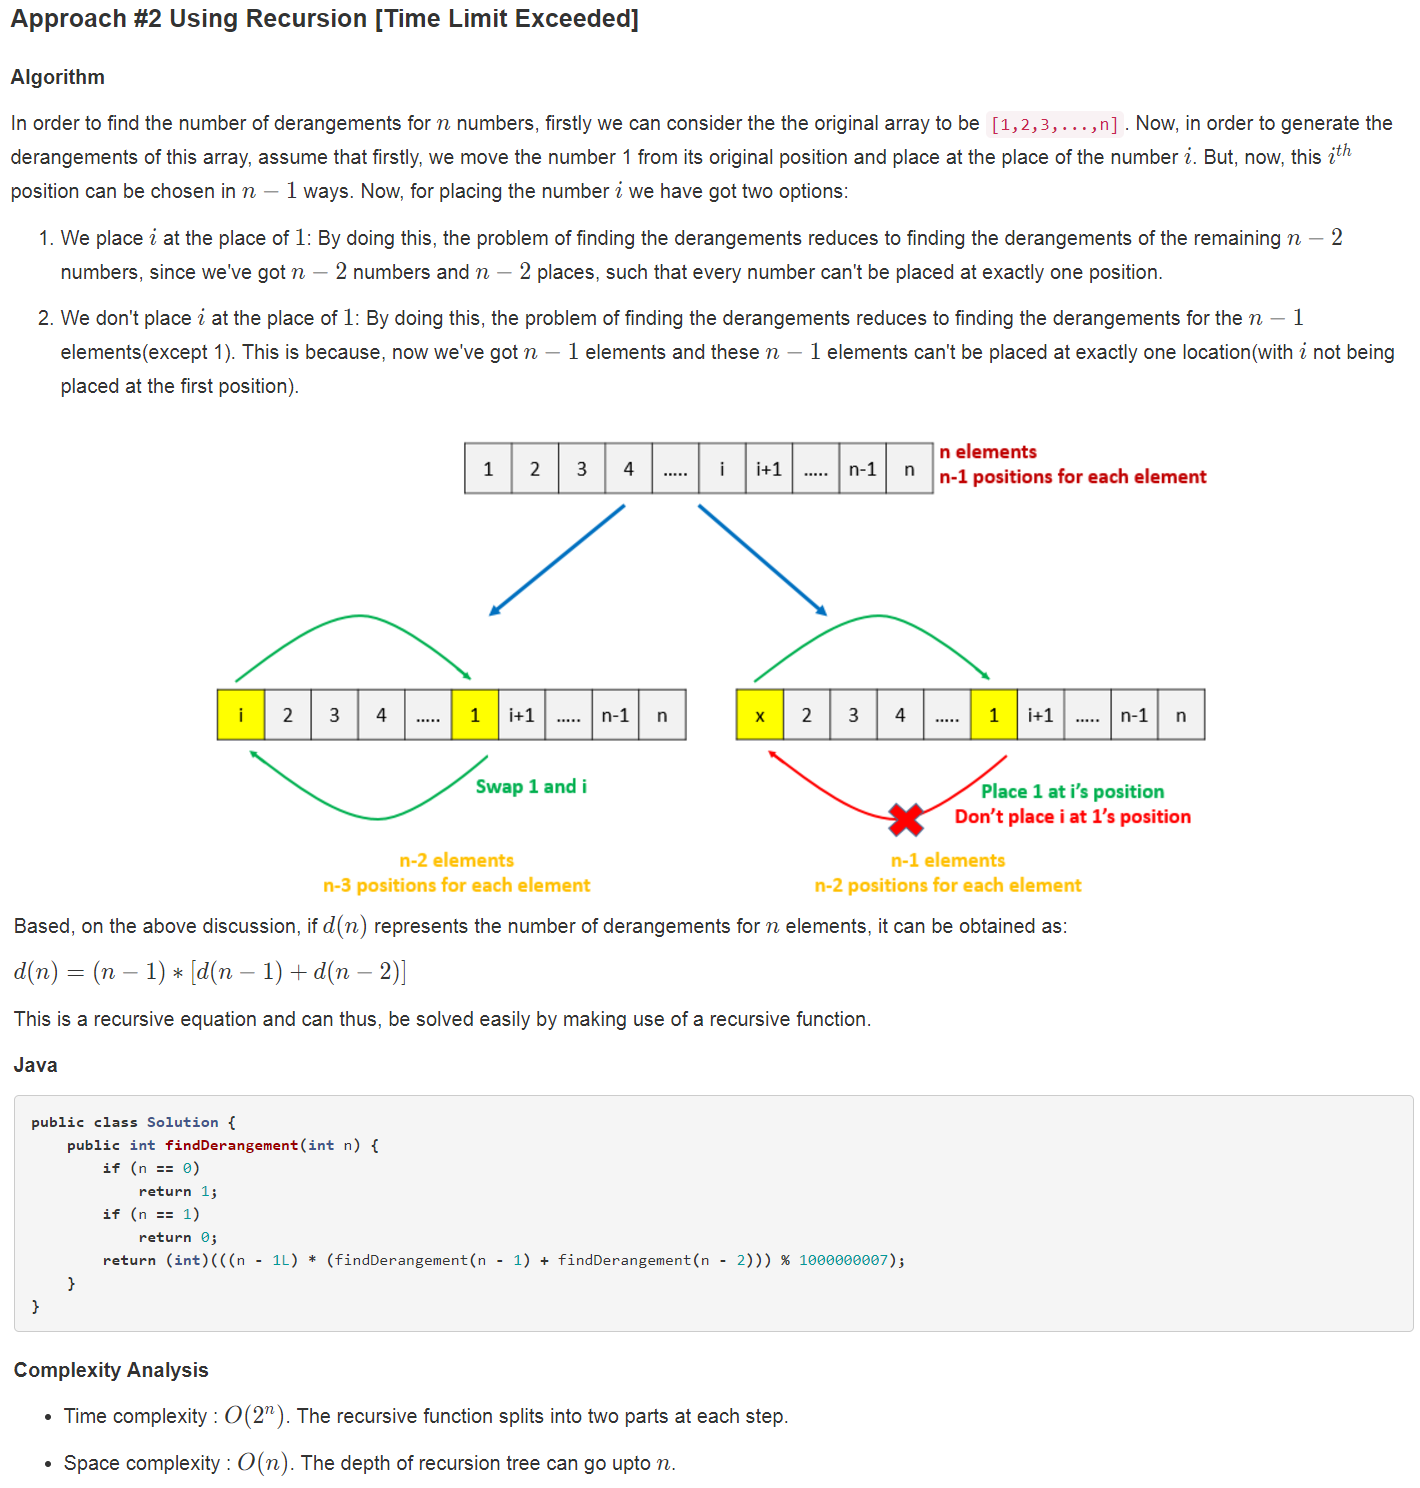 Approach #2 Using Recursion [Time Limit Exceeded]
Algorithm
In order to find the number of derangements for n numbers, firstly we can consider the the original array to be [1,2,3,...,n] . Now, in order to generate the
derangements of this array, assume that firstly, we move the number 1 from its original position and place at the place of the number i. But, now, this i^{th}
position can be chosen in n − 1 ways. Now, for placing the number i we have got two options:
1. We place i at the place of 1: By doing this, the problem of finding the derangements reduces to finding the derangements of the remaining n − 2
numbers, since we've got n − 2 numbers and n − 2 places, such that every number can't be placed at exactly one position.
2. We don't place i at the place of 1: By doing this, the problem of finding the derangements reduces to finding the derangements for the n − 1
elements(except 1). This is because, now we've got n − 1 elements and these n − 1 elements can't be placed at exactly one location(with i not being
placed at the first position).
1 2 3 4 ..... i i+1 ..... n-1 n
n elements
n-1 positions for each element
i 2 3 4 ..... 1 i+1 ..... n-1 n
Swap 1 and i
n-2 elements
n-3 positions for each element
x 2 3 4 ..... 1 i+1 ..... n-1 n
Place 1 at i's position
Don't place i at 1's position
n-1 elements
n-2 positions for each element
Based, on the above discussion, if d(n) represents the number of derangements for n elements, it can be obtained as:
d(n) = (n − 1) ∗ [d(n − 1) + d(n − 2)]
This is a recursive equation and can thus, be solved easily by making use of a recursive function.
Java
public class Solution {
    public int findDerangement(int n) {
        if (n == 0)
            return 1;
        if (n == 1)
            return 0;
        return (int)(((n - 1L) * (findDerangement(n - 1) + findDerangement(n - 2))) % 1000000007);
    }
}
Complexity Analysis
• Time complexity : O(2^n). The recursive function splits into two parts at each step.
• Space complexity : O(n). The depth of recursion tree can go upto n.